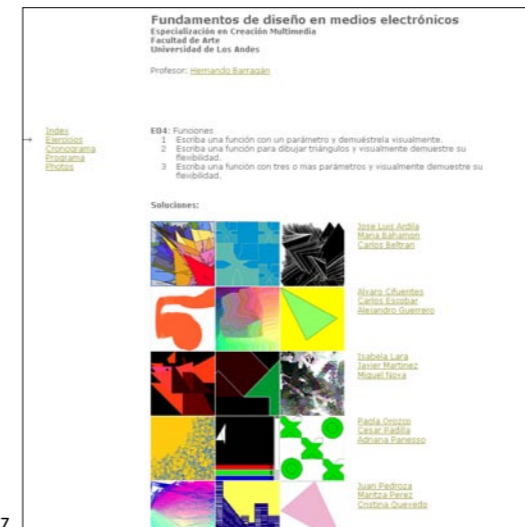 Fundamentos de diseño en medios electrónicos
Especialización en Creación Multimedia
Facultad de Arte
Universidad de Los Andes
Profesor: Hernando Barragán
Index
Ejercicios
Cronograma
Programa
Photos
E04: Funciones
1 Escriba una función con un parámetro y demuéstrela visualmente.
2 Escriba una función para dibujar triángulos y visualmente demuestre su
flexibilidad.
3 Escriba una función con tres o mas parámetros y visualmente demuestre su
flexibilidad.
Soluciones:
Jose Luis Ardila
Maria Bahamon
Carlos Beltran
Alvaro Cifuentes
Carlos Escobar
Alejandro Guerrero
Isabela Lara
Javier Martinez
Miguel Nova
Paola Orozco
Cesar Padilla
Adriana Panesso
Juan Pedroza
Maritza Perez
Cristina Quevedo
7